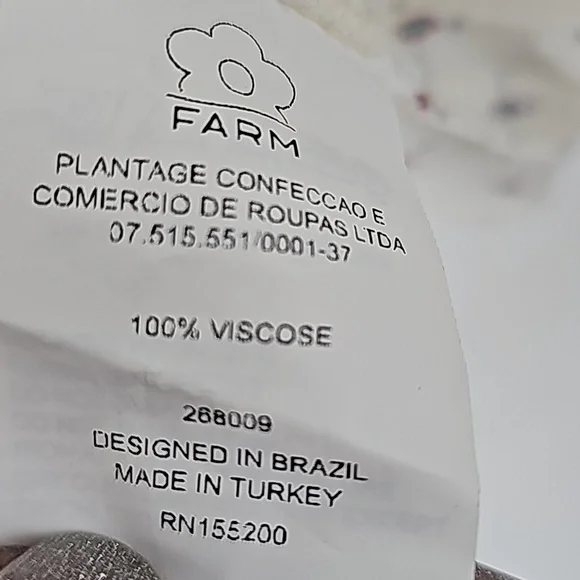 FARM
PLANTAGE CONFECCAO E
COMERCIO DE ROUPAS LTDA
07.515.551/0001-37
100% VISCOSE
268009
DESIGNED IN BRAZIL
MADE IN TURKEY
RN155200